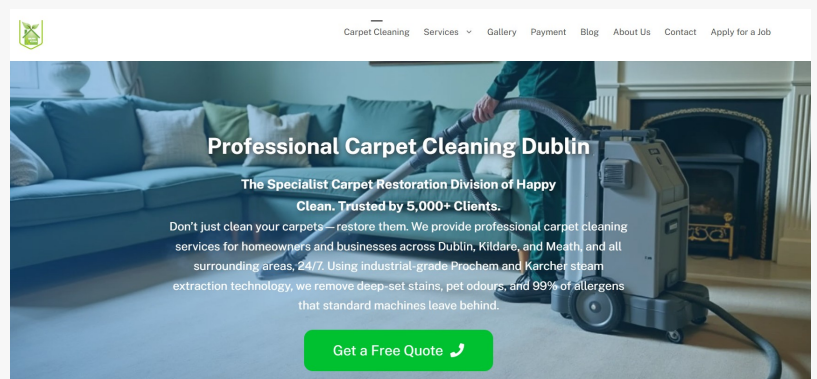 Carpet Cleaning Services Gallery Payment Blog About Us Contact Apply for a Job
Professional Carpet Cleaning Dublin
The Specialist Carpet Restoration Division of Happy
Clean. Trusted by 5,000+ Clients.
Don't just clean your carpets—restore them. We provide professional carpet cleaning
services for homeowners and businesses across Dublin, Kildare, and Meath, and all
surrounding areas, 24/7. Using industrial-grade Prochem and Karcher steam
extraction technology, we remove deep-set stains, pet odours, and 99% of allergens
that standard machines leave behind.
Get a Free Quote